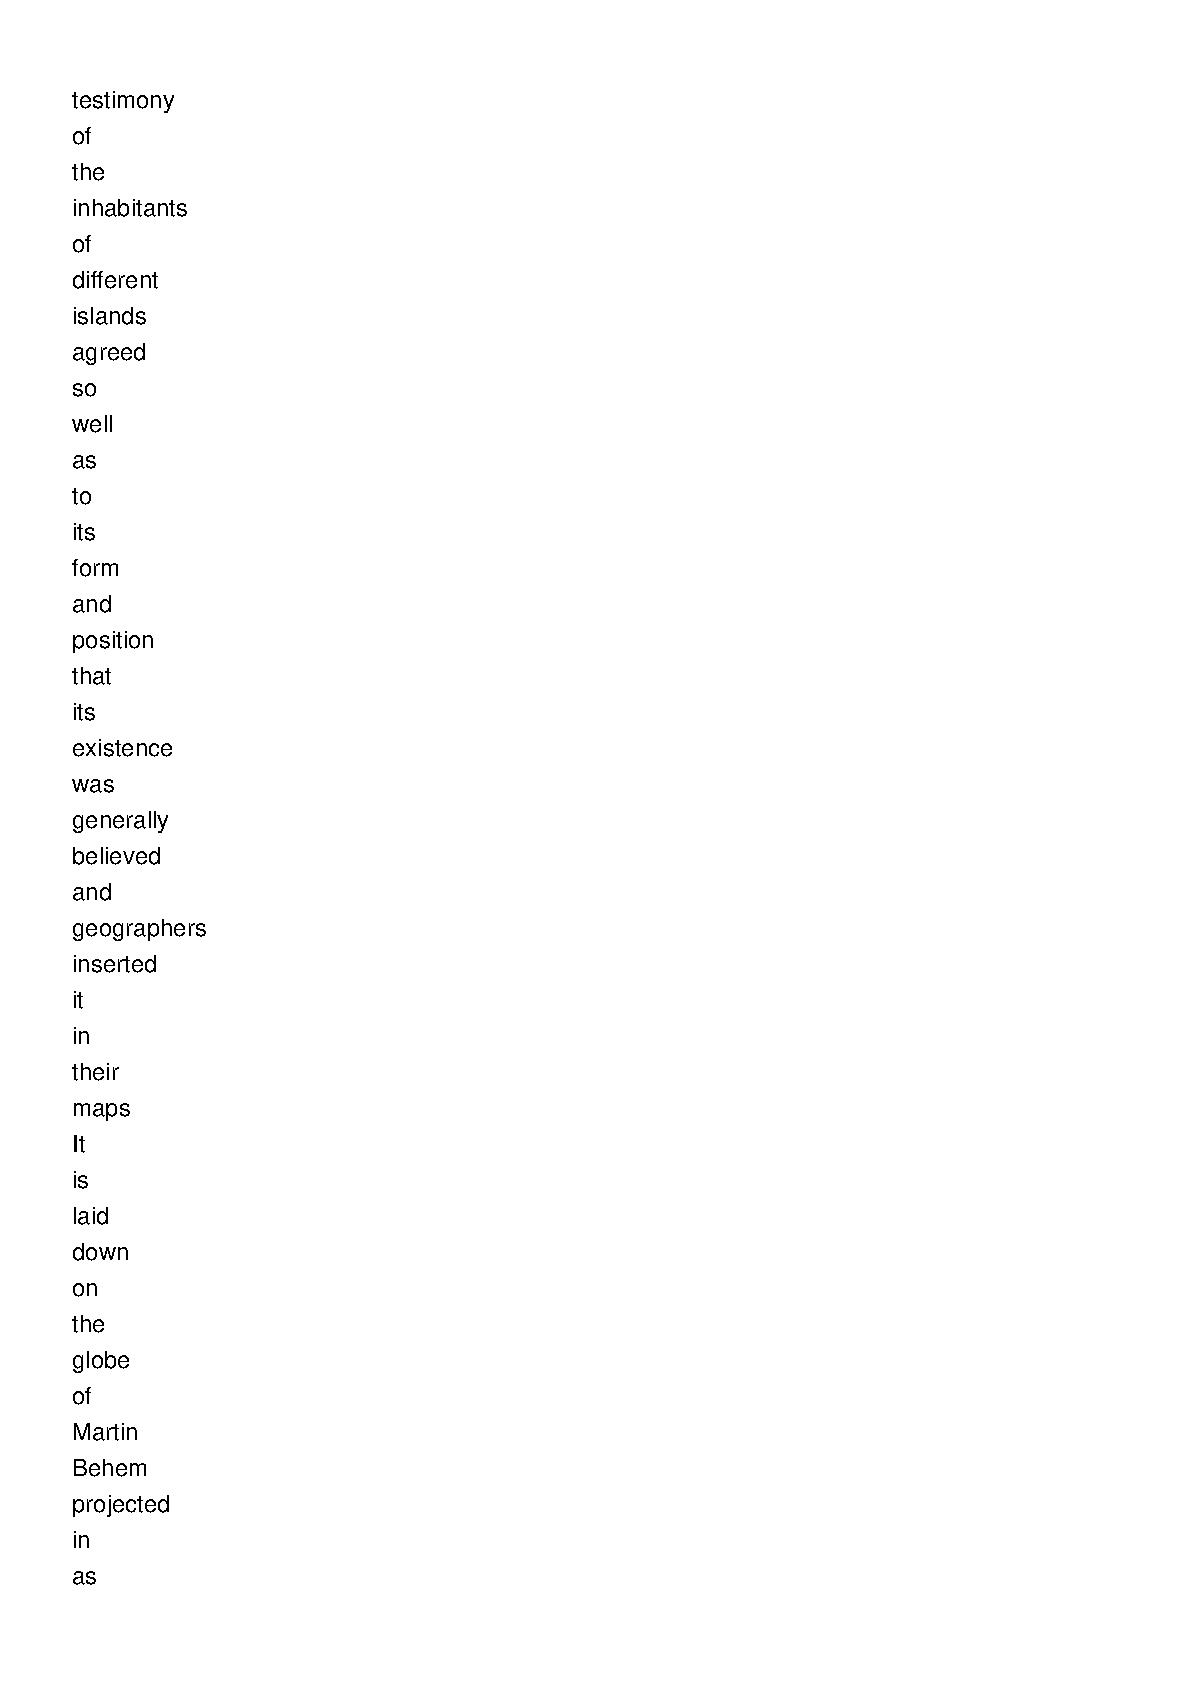 testimony
of
the
inhabitants
of
different
islands
agreed
so
well
as
to
its
form
and
position
that
its
existence
was
generally
believed
and
geographers
inserted
it
in
their
maps
It
is
laid
down
on
the
globe
of
Martin
Behem
projected
in
as